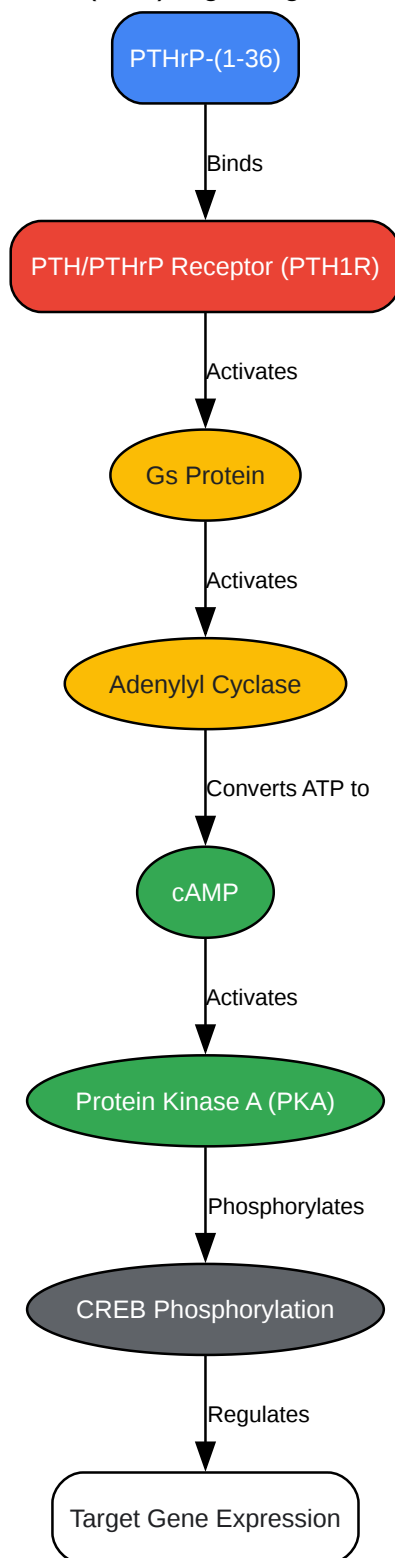 PTHrP-(1-36)
Binds
PTH/PTHrP Receptor (PTH1R)
Activates
Gs Protein
Activates
Adenylyl Cyclase
Converts ATP to
cAMP
Activates
Protein Kinase A (PKA)
Phosphorylates
CREB Phosphorylation
Regulates
Target Gene Expression